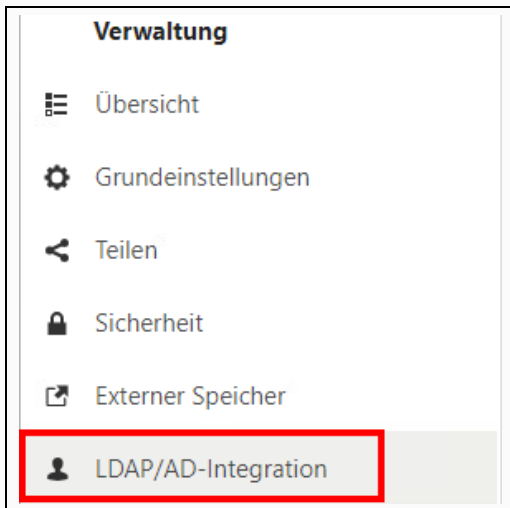 Verwaltung
Übersicht
Grundeinstellungen
Teilen
Sicherheit
Externer Speicher
LDAP/AD-Integration